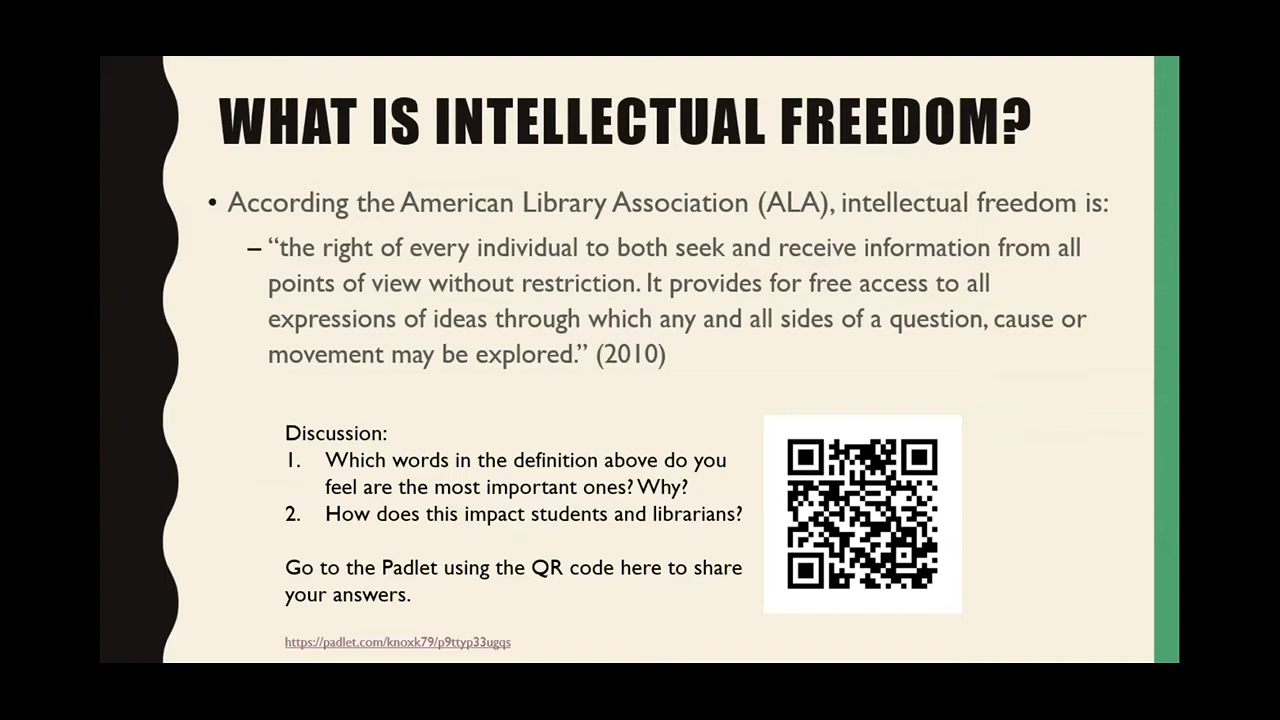 WHAT IS INTELLECTUAL FREEDOM?
• According the American Library Association (ALA), intellectual freedom is:
– “the right of every individual to both seek and receive information from all
points of view without restriction. It provides for free access to all
expressions of ideas through which any and all sides of a question, cause or
movement may be explored.” (2010)
Discussion:
1. Which words in the definition above do you
feel are the most important ones? Why?
2. How does this impact students and librarians?
Go to the Padlet using the QR code here to share
your answers.
https://padlet.com/knoxk79/p9ttyp33ugqs